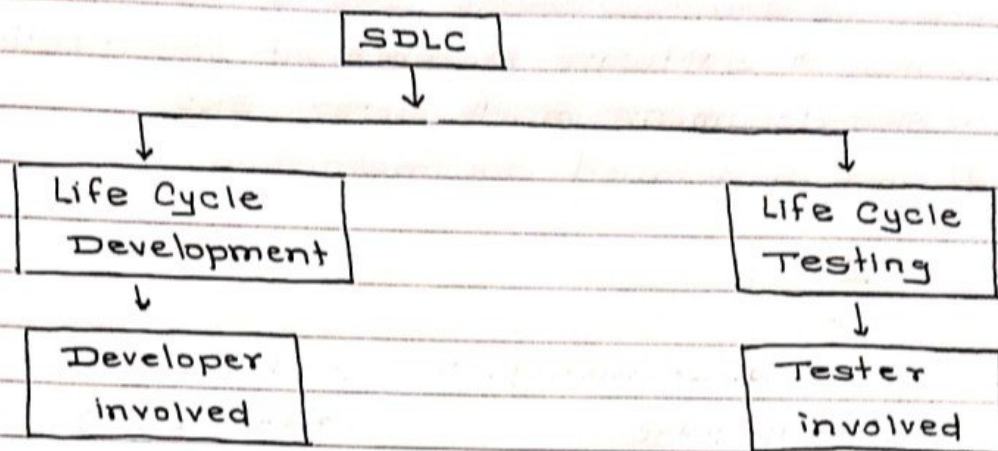 SDLC
Life Cycle
Development
Life Cycle
Testing
Developer
involved
Tester
involved